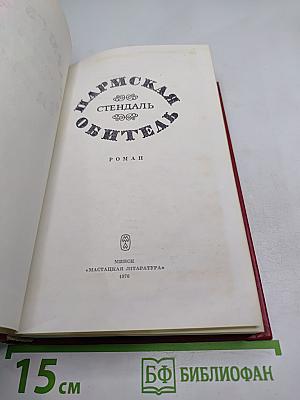 ПАРМСКАЯ
СТЕНДАЛЬ
ОБИТЕЛЬ
РОМАН
МИНСК
«МАСТАЦКАЯ ЛІТАРАТУРА»
1976
15 см
БФ БИБЛИОФАН